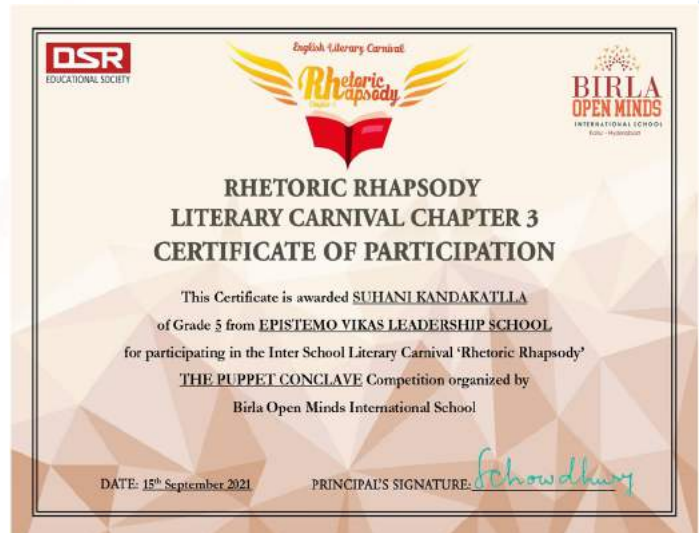 DSR
EDUCATIONAL SOCIETY
English Literary Carnival
Rhetoric
Rhapsody
BIRLA
OPEN MINDS
INTERNATIONAL SCHOOL
Kollur - Hyderabad
RHETORIC RHAPSODY
LITERARY CARNIVAL CHAPTER 3
CERTIFICATE OF PARTICIPATION
This Certificate is awarded SUHANI KANDAKATLLA
of Grade 5 from EPISTEMO VIKAS LEADERSHIP SCHOOL
for participating in the Inter School Literary Carnival ‘Rhetoric Rhapsody’
THE PUPPET CONCLAVE Competition organized by
Birla Open Minds International School
DATE: 15th September 2021
PRINCIPAL'S SIGNATURE: SChowdhury